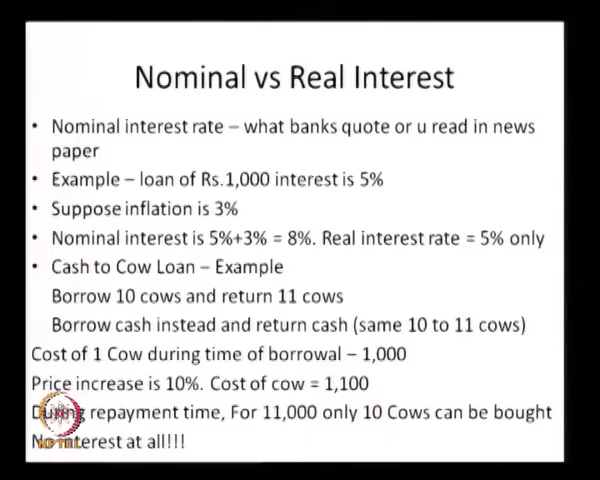 Nominal vs Real Interest
• Nominal interest rate – what banks quote or u read in news
paper
• Example – loan of Rs.1,000 interest is 5%
• Suppose inflation is 3%
• Nominal interest is 5%+3% = 8%. Real interest rate = 5% only
• Cash to Cow Loan – Example
Borrow 10 cows and return 11 cows
Borrow cash instead and return cash (same 10 to 11 cows)
Cost of 1 Cow during time of borrowal – 1,000
Price increase is 10%. Cost of cow = 1,100
During repayment time, For 11,000 only 10 Cows can be bought
No interest at all!!!
NPTEL